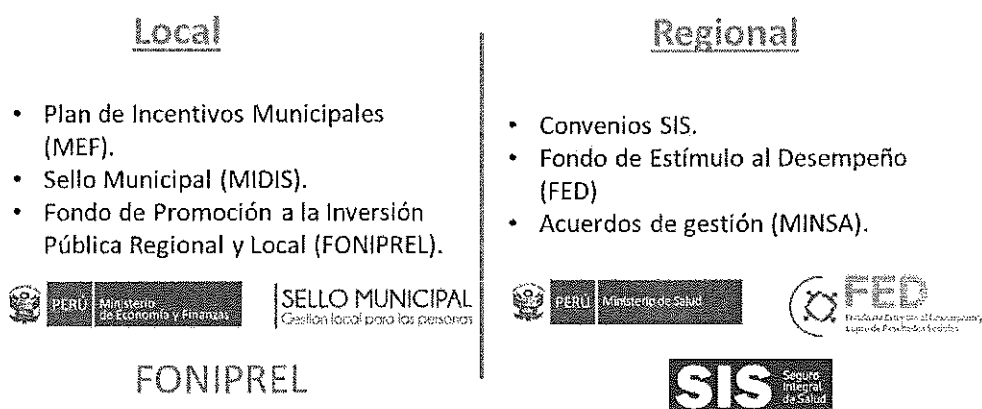 Local
• Plan de Incentivos Municipales
(MEF).
• Sello Municipal (MIDIS).
• Fondo de Promoción a la Inversión
Pública Regional y Local (FONIPREL).
PERÚ Ministerio
de Economía y Finanzas
SELLO MUNICIPAL
Gestión local para las personas
FONIPREL
Regional
• Convenios SIS.
• Fondo de Estímulo al Desempeño
(FED)
• Acuerdos de gestión (MINSA).
PERÚ Ministerio de Salud
FED
SIS Seguro
Integral
de Salud